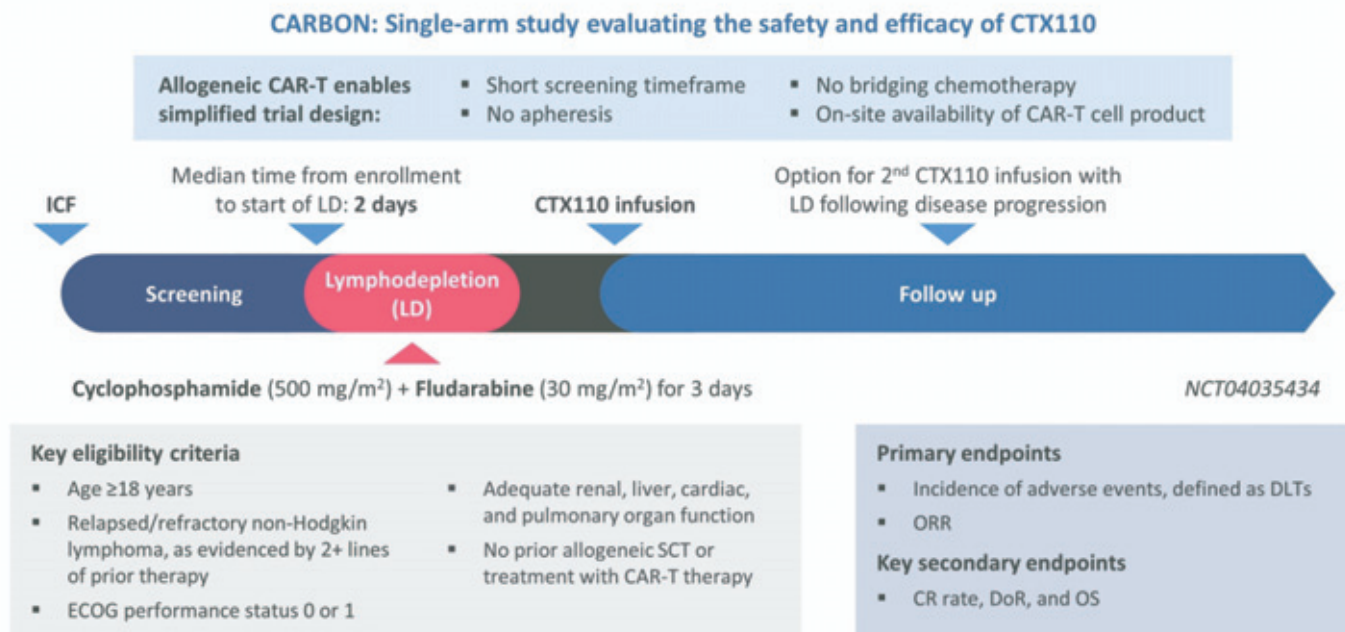 CARBON: Single-arm study evaluating the safety and efficacy of CTX110
Allogeneic CAR-T enables
simplified trial design:
▪ Short screening timeframe
▪ No apheresis
▪ No bridging chemotherapy
▪ On-site availability of CAR-T cell product
ICF
Median time from enrollment
to start of LD: 2 days
CTX110 infusion
Option for 2nd CTX110 infusion with
LD following disease progression
Screening
Lymphodepletion
(LD)
Follow up
Cyclophosphamide (500 mg/m²) + Fludarabine (30 mg/m²) for 3 days
NCT04035434
Key eligibility criteria
▪ Age ≥18 years
▪ Relapsed/refractory non-Hodgkin
lymphoma, as evidenced by 2+ lines
of prior therapy
▪ ECOG performance status 0 or 1
▪ Adequate renal, liver, cardiac,
and pulmonary organ function
▪ No prior allogeneic SCT or
treatment with CAR-T therapy
Primary endpoints
▪ Incidence of adverse events, defined as DLTs
▪ ORR
Key secondary endpoints
▪ CR rate, DoR, and OS